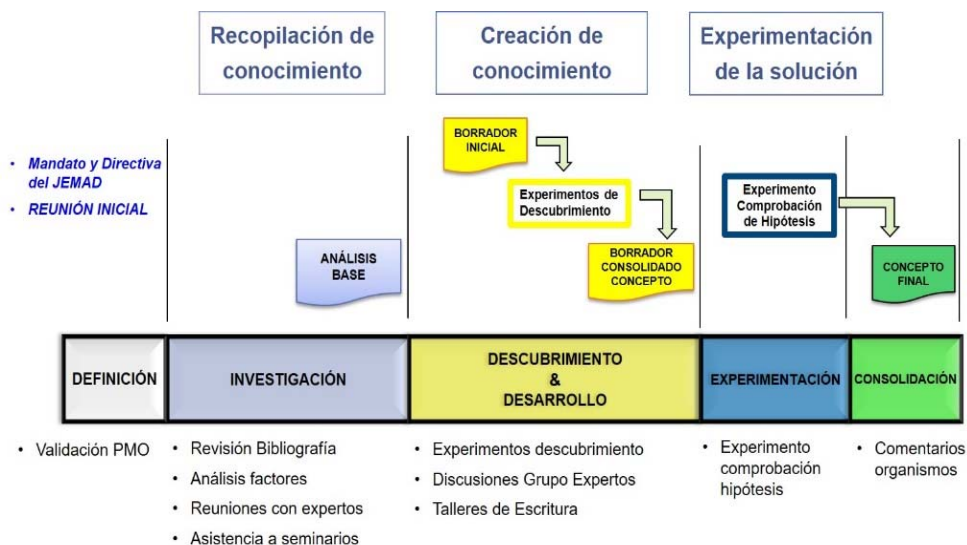 Recopilación de
conocimiento
Creación de
conocimiento
Experimentación
de la solución
• Mandato y Directiva
del JEMAD
• REUNIÓN INICIAL
ANÁLISIS
BASE
BORRADOR
INICIAL
Experimentos de
Descubrimiento
BORRADOR
CONSOLIDADO
CONCEPTO
Experimento
Comprobación
de Hipótesis
CONCEPTO
FINAL
DEFINICIÓN
INVESTIGACIÓN
DESCUBRIMIENTO
&
DESARROLLO
EXPERIMENTACIÓN
CONSOLIDACIÓN
• Validación PMO
• Revisión Bibliografía
• Análisis factores
• Reuniones con expertos
• Asistencia a seminarios
• Experimentos descubrimiento
• Discusiones Grupo Expertos
• Talleres de Escritura
• Experimento
comprobación
hipótesis
• Comentarios
organismos